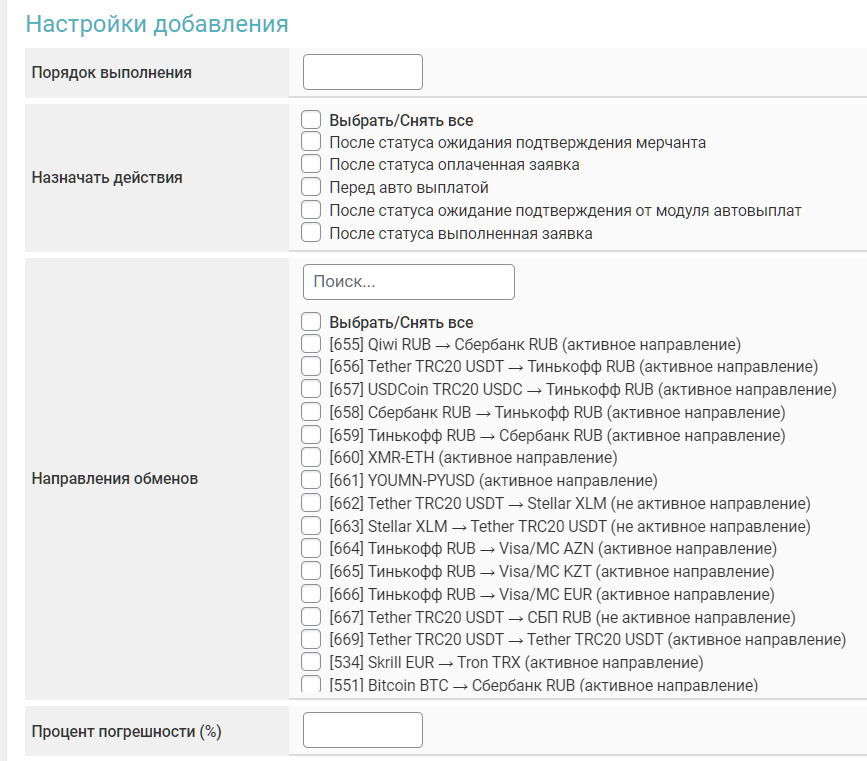 Настройки добавления
Порядок выполнения
Назначать действия
Выбрать/Снять все
После статуса ожидания подтверждения мерчанта
После статуса оплаченная заявка
Перед авто выплатой
После статуса ожидание подтверждения от модуля автовыплат
После статуса выполненная заявка
Направления обменов
Поиск...
Выбрать/Снять все
[655] Qiwi RUB → Сбербанк RUB (активное направление)
[656] Tether TRC20 USDT → Тинькофф RUB (активное направление)
[657] USDCoin TRC20 USDC → Тинькофф RUB (активное направление)
[658] Сбербанк RUB → Тинькофф RUB (активное направление)
[659] Тинькофф RUB → Сбербанк RUB (активное направление)
[660] XMR-ETH (активное направление)
[661] YOUMN-PYUSD (активное направление)
[662] Tether TRC20 USDT → Stellar XLM (не активное направление)
[663] Stellar XLM → Tether TRC20 USDT (не активное направление)
[664] Тинькофф RUB → Visa/MC AZN (активное направление)
[665] Тинькофф RUB → Visa/MC KZT (активное направление)
[666] Тинькофф RUB → Visa/MC EUR (активное направление)
[667] Tether TRC20 USDT → СБП RUB (не активное направление)
[669] Tether TRC20 USDT → Tether TRC20 USDT (активное направление)
[534] Skrill EUR → Tron TRX (активное направление)
[551] Bitcoin BTC → Сбербанк RUB (активное направление)
Процент погрешности (%)